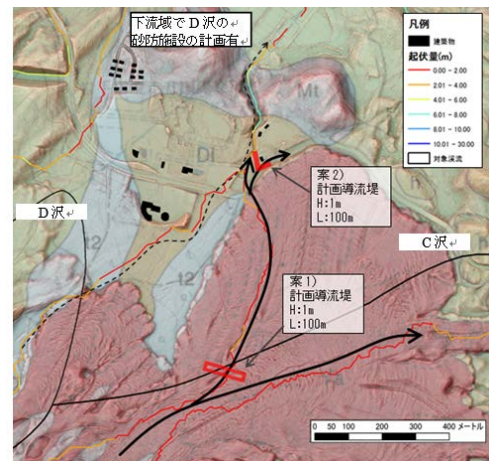 下流域でD沢の
砂防施設の計画有
凡例
建築物
起伏量(m)
0.00 - 2.00
2.01 - 4.00
4.01 - 6.00
6.01 - 8.00
8.01 - 10.00
10.01 - 30.00
対象渓流
Mt
Dl
案2)
計画導流堤
H:1m
L:100m
D沢
C沢
t2
t2
案1)
計画導流堤
H:1m
L:100m
0 50 100 200 300 400 メートル